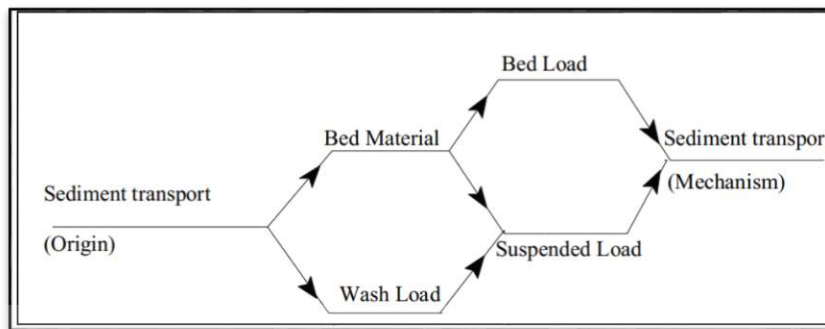 Bed Load
Bed Material
Sediment transpor
Sediment transport
(Mechanism)
(Origin)
Suspended Load
Wash Load